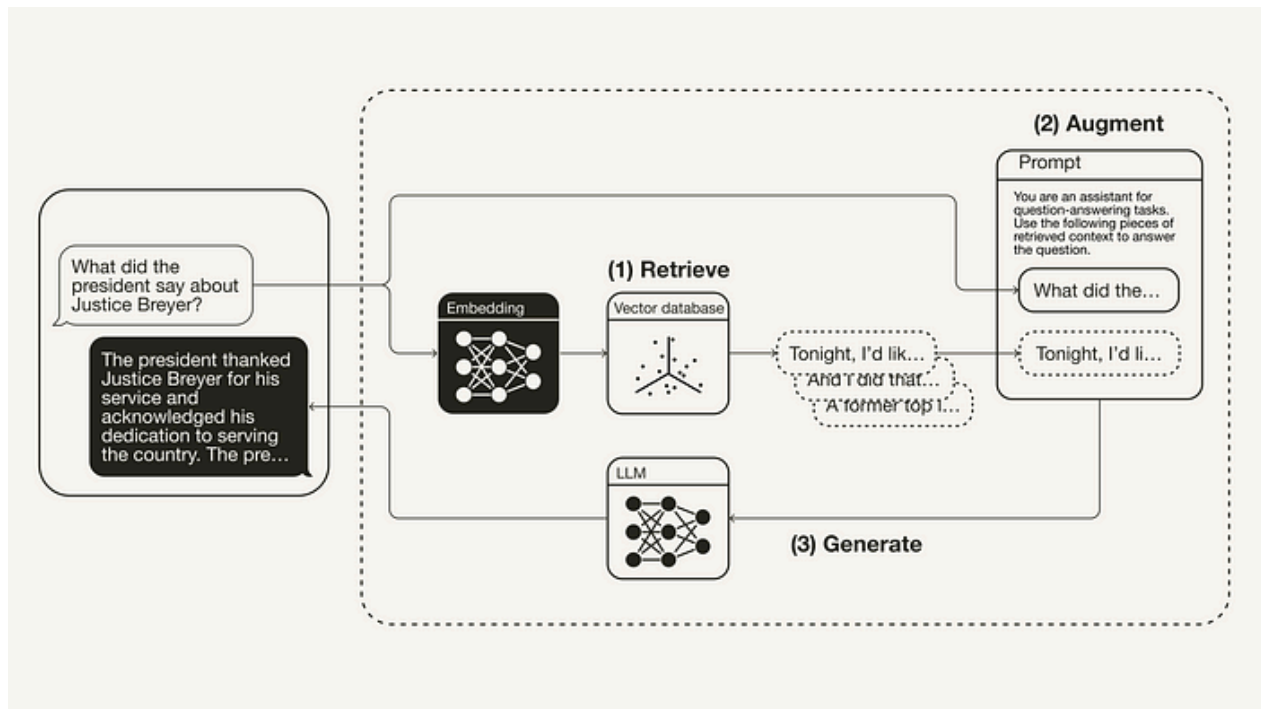 (2) Augment
Prompt
You are an assistant for
question-answering tasks.
Use the following pieces of
retrieved context to answer
the question.
What did the
president say about
Justice Breyer?
(1) Retrieve
What did the...
Embedding
Vector database
Tonight, I'd lik...
Tonight, I'd li...
And I did that...
A former top l...
The president thanked
Justice Breyer for his
service and
acknowledged his
dedication to serving
the country. The pre...
LLM
(3) Generate